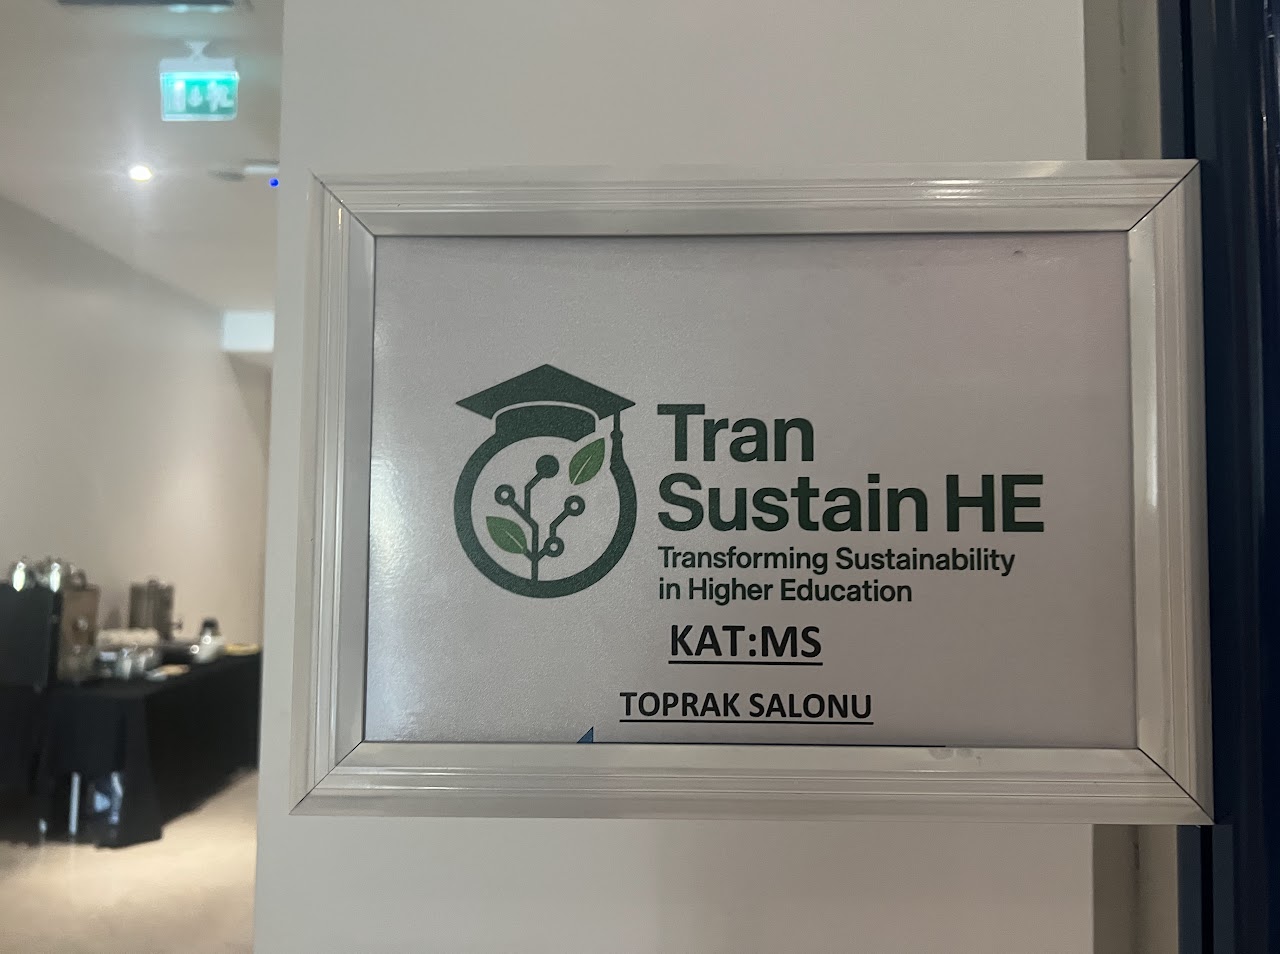 Tran
Sustain HE
Transforming Sustainability
in Higher Education
KAT:MS
TOPRAK SALONU